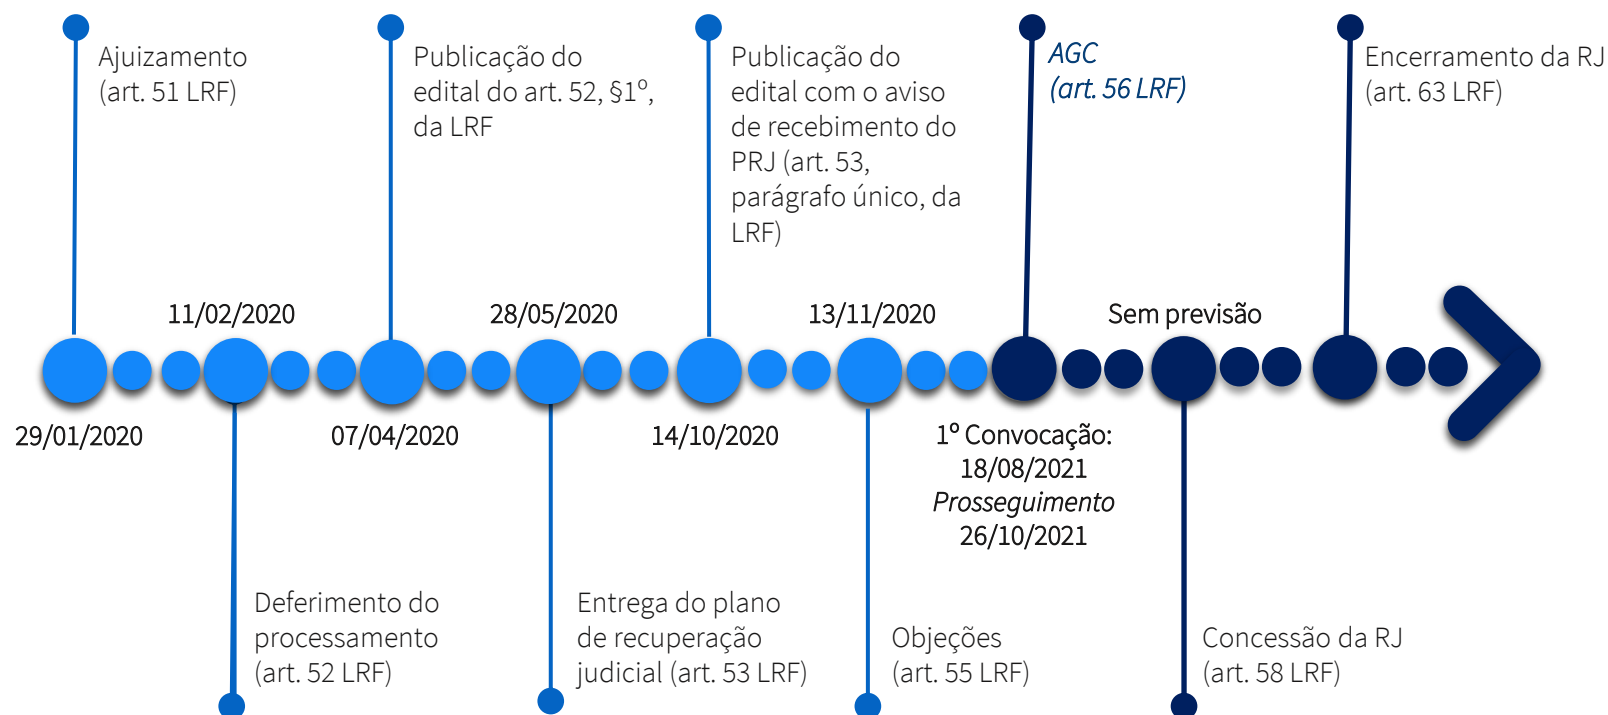 Ajuizamento
(art. 51 LRF)
Publicação do
edital do art. 52, §1º,
da LRF
Publicação do
edital com o aviso
de recebimento do
PRJ (art. 53,
parágrafo único, da
LRF)
AGC
(art. 56 LRF)
Encerramento da RJ
(art. 63 LRF)
11/02/2020
28/05/2020
13/11/2020
Sem previsão
29/01/2020
07/04/2020
14/10/2020
1º Convocação:
18/08/2021
Prosseguimento
26/10/2021
Deferimento do
processamento
(art. 52 LRF)
Entrega do plano
de recuperação
judicial (art. 53 LRF)
Objeções
(art. 55 LRF)
Concessão da RJ
(art. 58 LRF)